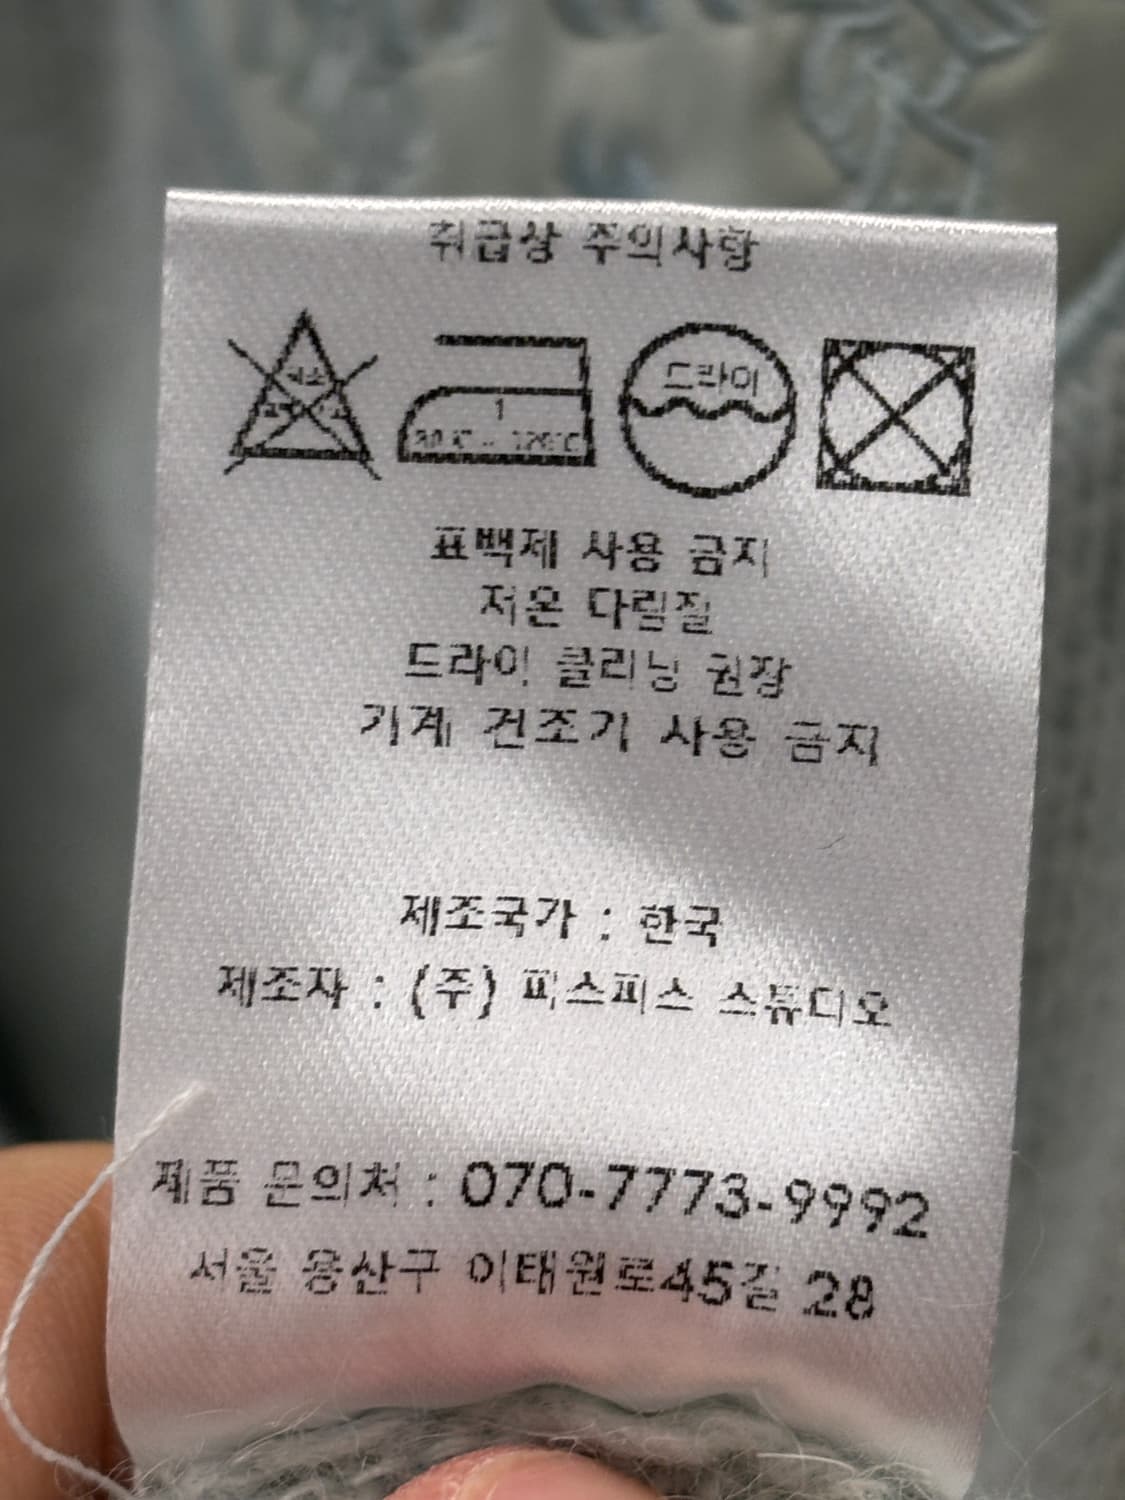 취급상 주의사항
드라이
1
표백제 사용 금지
저온 다림질
드라이 클리닝 권장
기계 건조기 사용 금지
제조국가 : 한국
제조자 : (주) 피스피스 스튜디오
제품 문의처 : 070-7773-9992
서울 용산구 이태원로45길 28